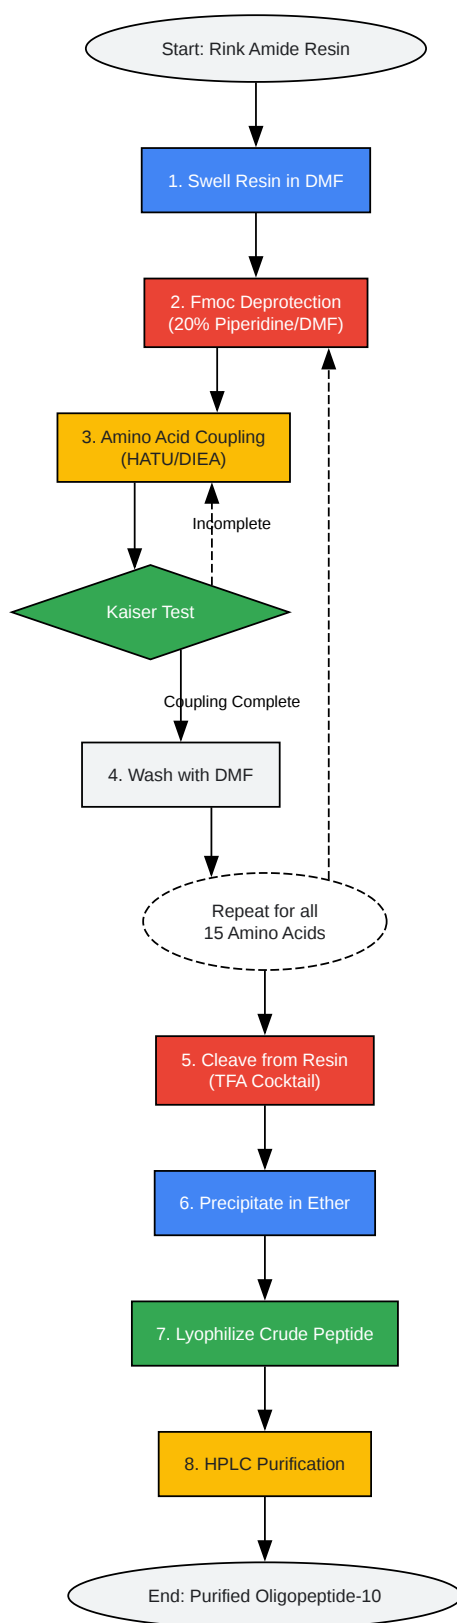 Start: Rink Amide Resin
1. Swell Resin in DMF
2. Fmoc Deprotection
(20% Piperidine/DMF)
3. Amino Acid Coupling
(HATU/DIEA)
Incomplete
Kaiser Test
Coupling Complete
4. Wash with DMF
Repeat for all
15 Amino Acids
5. Cleave from Resin
(TFA Cocktail)
6. Precipitate in Ether
7. Lyophilize Crude Peptide
8. HPLC Purification
End: Purified Oligopeptide-10